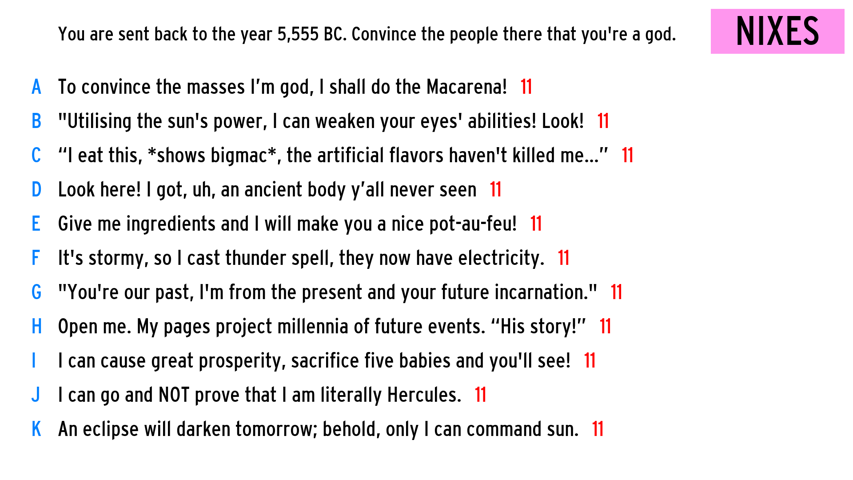 You are sent back to the year 5,555 BC. Convince the people there that you're a god.
NIXES
A To convince the masses I’m god, I shall do the Macarena! 11
B "Utilising the sun's power, I can weaken your eyes' abilities! Look! 11
C “I eat this, *shows bigmac*, the artificial flavors haven't killed me...” 11
D Look here! I got, uh, an ancient body y’all never seen 11
E Give me ingredients and I will make you a nice pot-au-feu! 11
F It's stormy, so I cast thunder spell, they now have electricity. 11
G "You're our past, I'm from the present and your future incarnation." 11
H Open me. My pages project millennia of future events. “His story!” 11
I I can cause great prosperity, sacrifice five babies and you'll see! 11
J I can go and NOT prove that I am literally Hercules. 11
K An eclipse will darken tomorrow; behold, only I can command sun. 11